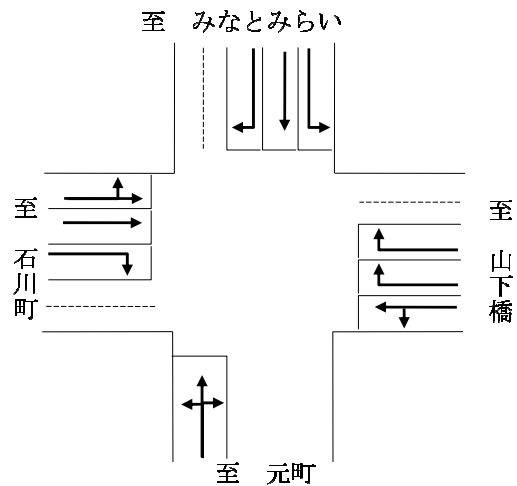 至　みなとみらい
至　石川町
至　山下橋
至　元町